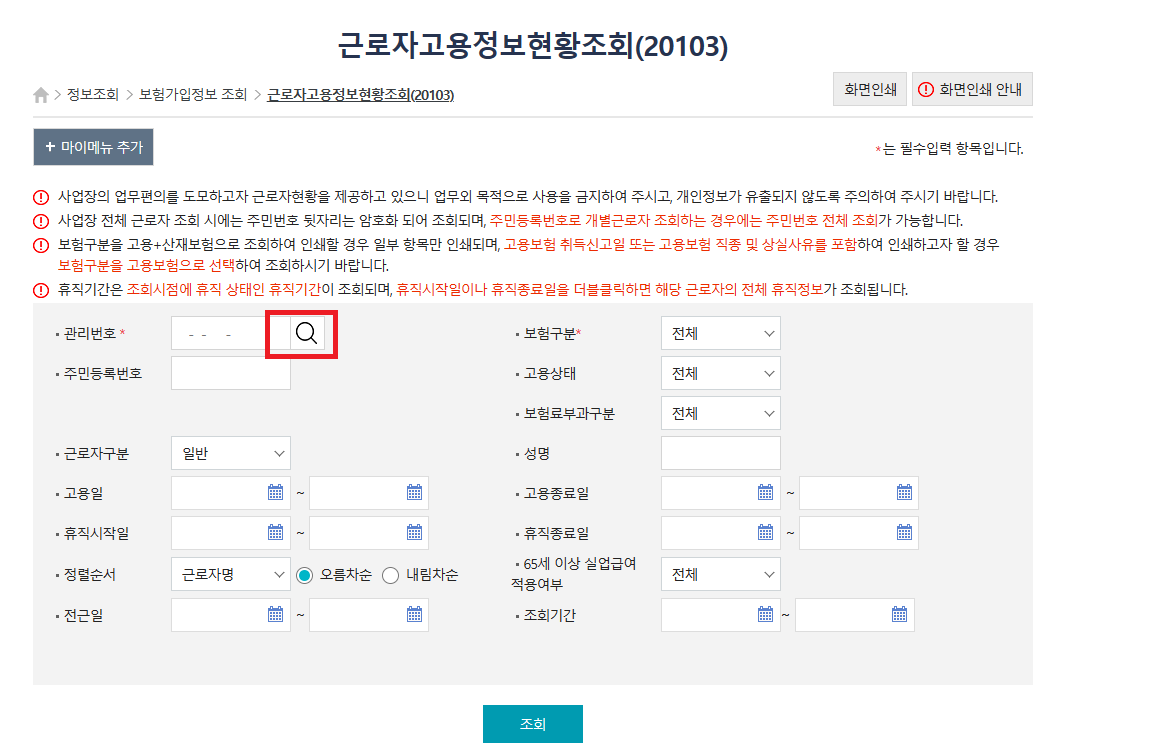 근로자고용정보현황조회(20103)
> 정보조회 > 보험가입정보 조회 > 근로자고용정보현황조회(20103)
화면인쇄
! 화면인쇄 안내
+ 마이메뉴 추가
*는 필수입력 항목입니다.
! 사업장의 업무편의를 도모하고자 근로자현황을 제공하고 있으니 업무외 목적으로 사용을 금지하여 주시고, 개인정보가 유출되지 않도록 주의하여 주시기 바랍니다.
! 사업장 전체 근로자 조회 시에는 주민번호 뒷자리는 암호화 되어 조회되며, 주민등록번호로 개별근로자 조회하는 경우에는 주민번호 전체 조회가 가능합니다.
! 보험구분을 고용+산재보험으로 조회하여 인쇄할 경우 일부 항목만 인쇄되며, 고용보험 취득신고일 또는 고용보험 직종 및 상실사유를 포함하여 인쇄하고자 할 경우
보험구분을 고용보험으로 선택하여 조회하시기 바랍니다.
! 휴직기간은 조회시점에 휴직 상태인 휴직기간이 조회되며, 휴직시작일이나 휴직종료일을 더블클릭하면 해당 근로자의 전체 휴직정보가 조회됩니다.
· 관리번호 * - - -
· 보험구분* 전체
· 주민등록번호
· 고용상태 전체
· 보험료부과구분 전체
· 근로자구분 일반
· 성명
· 고용일 ~
· 고용종료일 ~
· 휴직시작일 ~
· 휴직종료일 ~
· 정렬순서 근로자명 오름차순 내림차순
· 65세 이상 실업급여
적용여부 전체
· 전근일 ~
· 조회기간 ~
조회